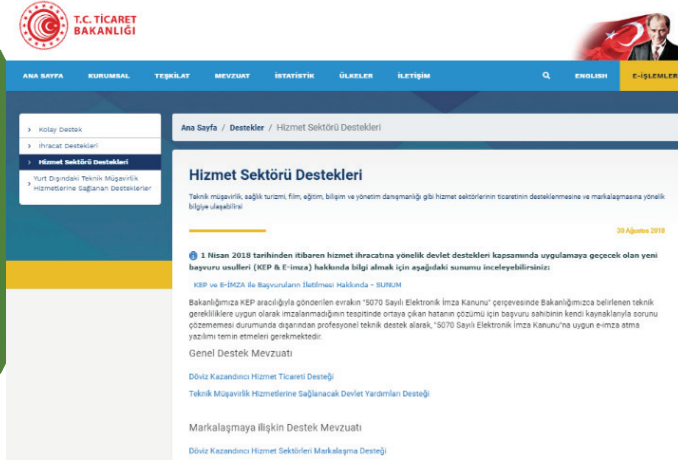 T.C. TİCARET
BAKANLIĞI
ANA SAYFA KURUMSAL TEŞKİLAT MEVZUAT İSTATİSTİK ÜLKELER İLETİŞİM ENGLISH E-İŞLEMLER
Kolay Destek
İhracat Destekleri
Hizmet Sektörü Destekleri
Yurt Dışındaki Teknik Müşavirlik
Hizmetlerine Sağlanan Destekler
Ana Sayfa / Destekler / Hizmet Sektörü Destekleri
Hizmet Sektörü Destekleri
Teknik müşavirlik, sağlık turizmi, film, eğitim, bilişim ve yönetim danışmanlığı gibi hizmet sektörlerinin ticaretinin desteklenmesine ve markalaşmasına yönelik
bilgiye ulaşabilirsi
30 Ağustos 2018
1 Nisan 2018 tarihinden itibaren hizmet ihracatına yönelik devlet destekleri kapsamında uygulamaya geçecek olan yeni
başvuru usulleri (KEP & E-imza) hakkında bilgi almak için aşağıdaki sunumu inceleyebilirsiniz:
KEP ve E-İMZA ile Başvuruların İletilmesi Hakkında - SUNUM
Bakanlığımıza KEP aracılığıyla gönderilen evrakın "5070 Sayılı Elektronik İmza Kanunu" çerçevesinde Bakanlığımızca belirlenen teknik
gerekliliklere uygun olarak imzalanmadığının tespitinde ortaya çıkan hatanın çözümü için başvuru sahibinin kendi kaynaklarıyla sorunu
çözememesi durumunda dışarından profesyonel teknik destek alarak, "5070 Sayılı Elektronik İmza Kanunu"na uygun e-imza atma
yazılımı temin etmeleri gerekmektedir.
Genel Destek Mevzuatı
Döviz Kazandırıcı Hizmet Ticareti Desteği
Teknik Müşavirlik Hizmetlerine Sağlanacak Devlet Yardımları Desteği
Markalaşmaya ilişkin Destek Mevzuatı
Döviz Kazandırıcı Hizmet Sektörleri Markalaşma Desteği